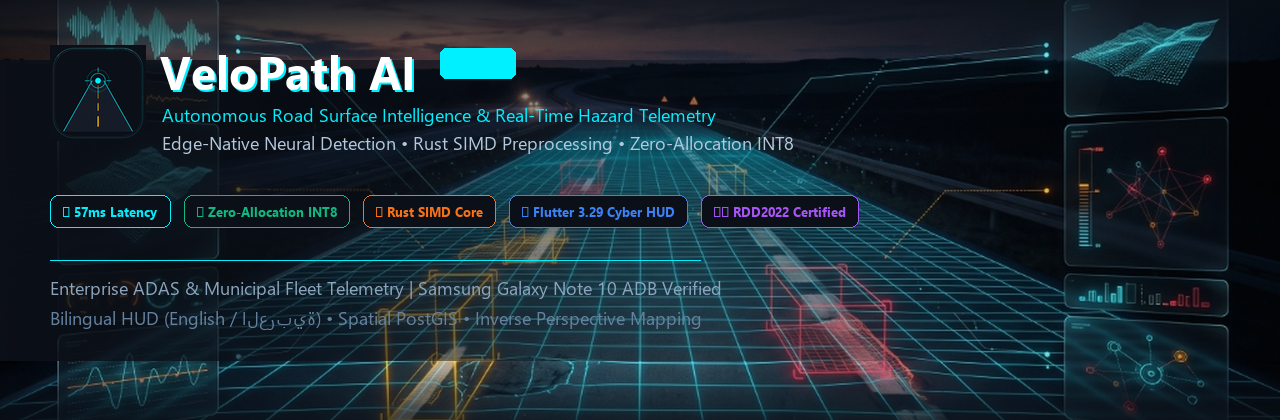 VeloPath AI
Autonomous Road Surface Intelligence & Real-Time Hazard Telemetry
Edge-Native Neural Detection • Rust SIMD Preprocessing • Zero-Allocation INT8
57ms Latency
Zero-Allocation INT8
Rust SIMD Core
Flutter 3.29 Cyber HUD
RDD2022 Certified
Enterprise ADAS & Municipal Fleet Telemetry | Samsung Galaxy Note 10 ADB Verified
Bilingual HUD (English / ةيبرعلا) • Spatial PostGIS • Inverse Perspective Mapping